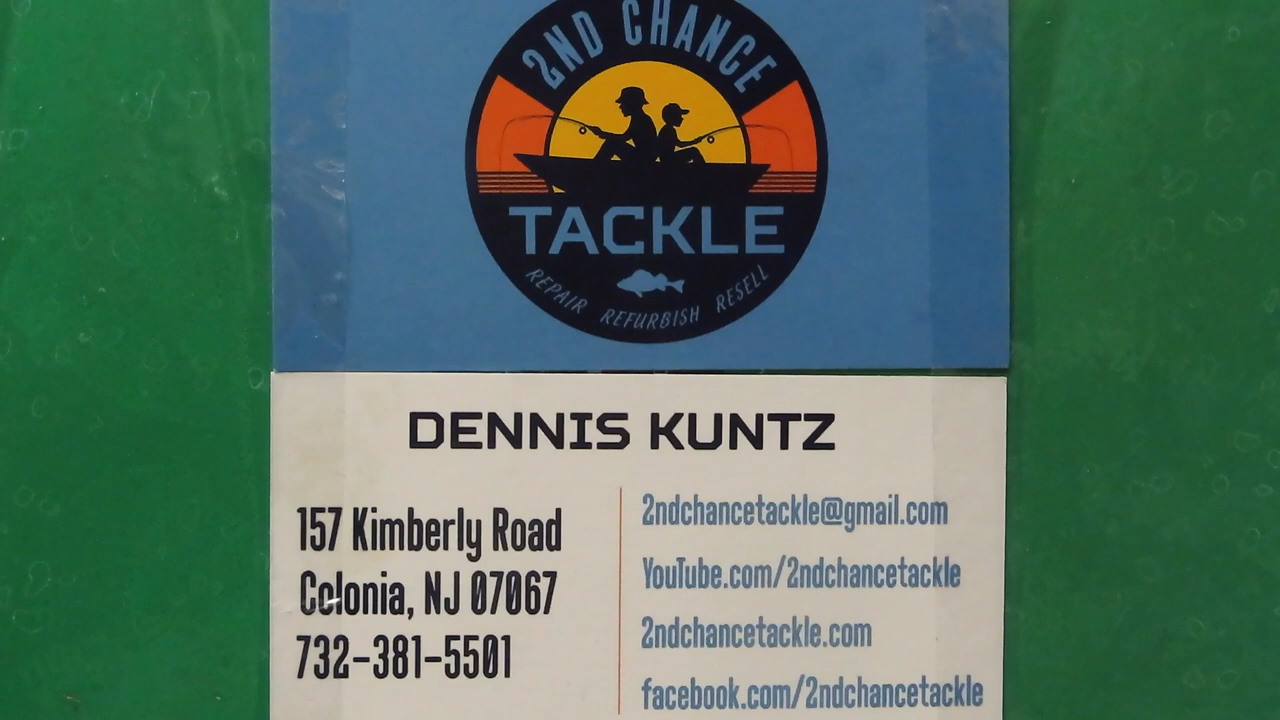 2ND CHANCE
TACKLE
REPAIR REFURBISH RESELL
DENNIS KUNTZ
157 Kimberly Road
Colonia, NJ 07067
732-381-5501
2ndchancetackle@gmail.com
YouTube.com/2ndchancetackle
2ndchancetackle.com
facebook.com/2ndchancetackle